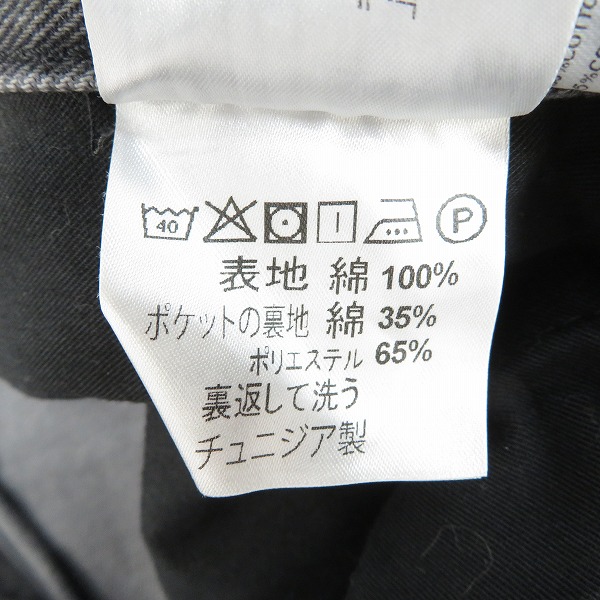 40
P
表地 綿 100%
ポケットの裏地 綿 35%
ポリエステル 65%
裏返して洗う
チュニジア製